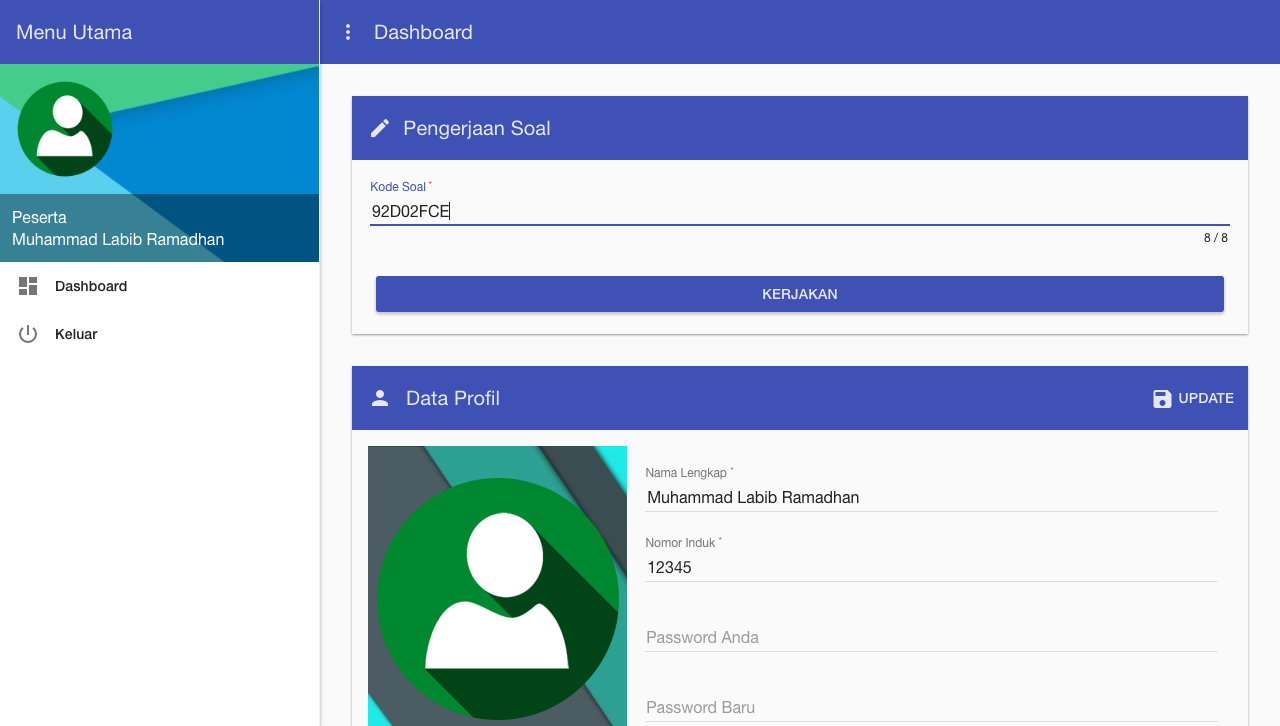 Menu Utama
Dashboard
Peserta
Muhammad Labib Ramadhan
Dashboard
Keluar
Pengerjaan Soal
Kode Soal *
92D02FCE
8 / 8
KERJAKAN
Data Profil
UPDATE
Nama Lengkap *
Muhammad Labib Ramadhan
Nomor Induk *
12345
Password Anda
Password Baru